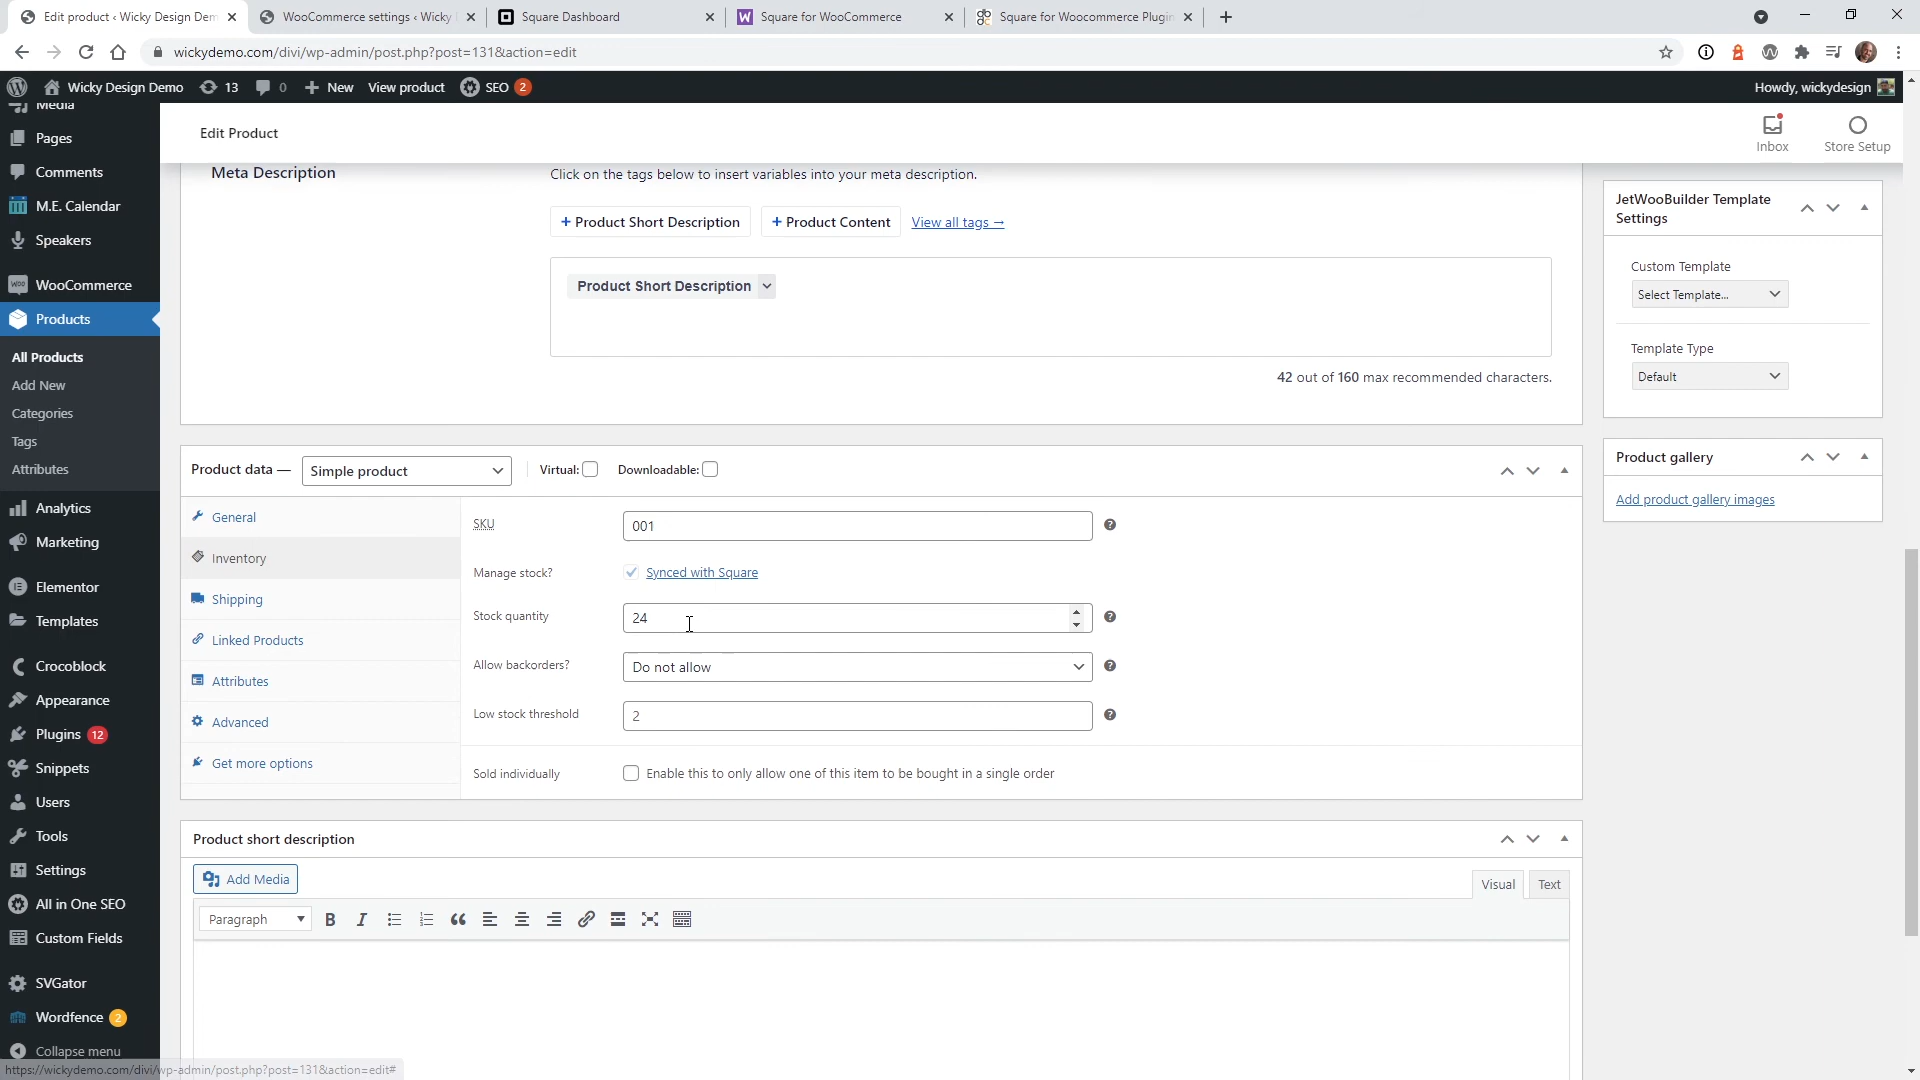 Edit product ‹ Wicky Design Dem
WooCommerce settings ‹ Wicky
Square Dashboard
Square for WooCommerce
Square for Woocommerce Plugin
wickydemo.com/divi/wp-admin/post.php?post=131&action=edit
Wicky Design Demo
13
0
New
View product
SEO
2
Howdy, wickydesign
Media
Pages
Comments
M.E. Calendar
Speakers
WooCommerce
Products
All Products
Add New
Categories
Tags
Attributes
Analytics
Marketing
Elementor
Templates
Crocoblock
Appearance
Plugins 12
Snippets
Users
Tools
Settings
All in One SEO
Custom Fields
SVGator
Wordfence 2
Collapse menu
https://wickydemo.com/divi/wp-admin/post.php?post=131&action=edit#
Edit Product
Inbox
Store Setup
Meta Description
Click on the tags below to insert variables into your meta description.
+ Product Short Description
+ Product Content
View all tags →
Product Short Description
42 out of 160 max recommended characters.
Product data —
Simple product
Virtual:
Downloadable:
General
Inventory
Shipping
Linked Products
Attributes
Advanced
Get more options
SKU
001
Manage stock?
Synced with Square
Stock quantity
24
Allow backorders?
Do not allow
Low stock threshold
2
Sold individually
Enable this to only allow one of this item to be bought in a single order
Product short description
Add Media
Visual
Text
Paragraph
JetWooBuilder Template
Settings
Custom Template
Select Template...
Template Type
Default
Product gallery
Add product gallery images